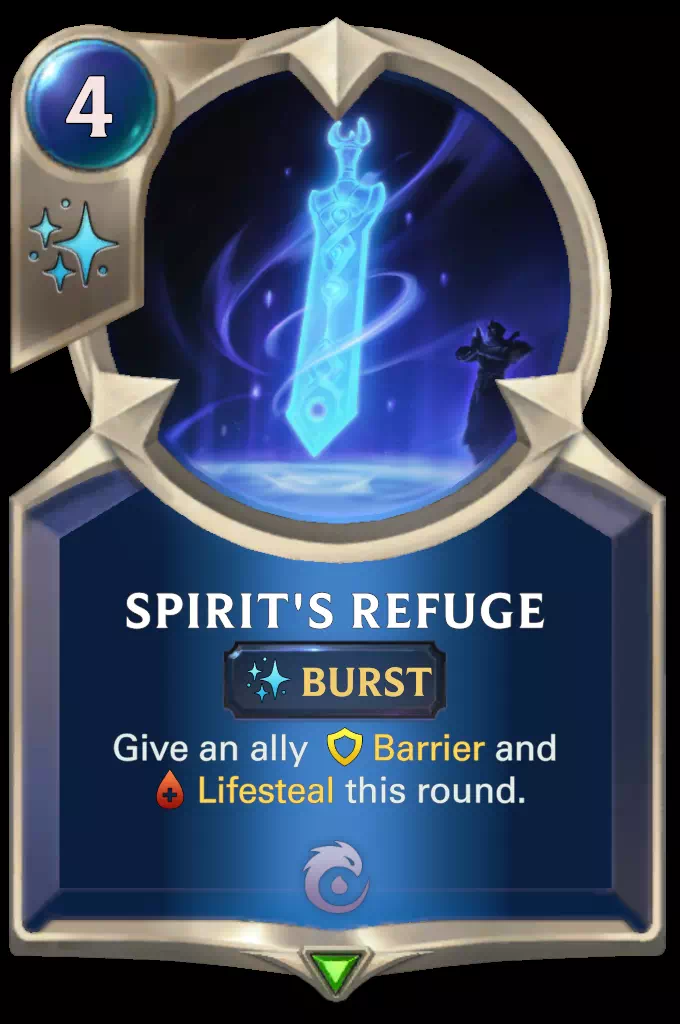 4
SPIRIT'S REFUGE
BURST
Give an ally Barrier and
Lifesteal this round.